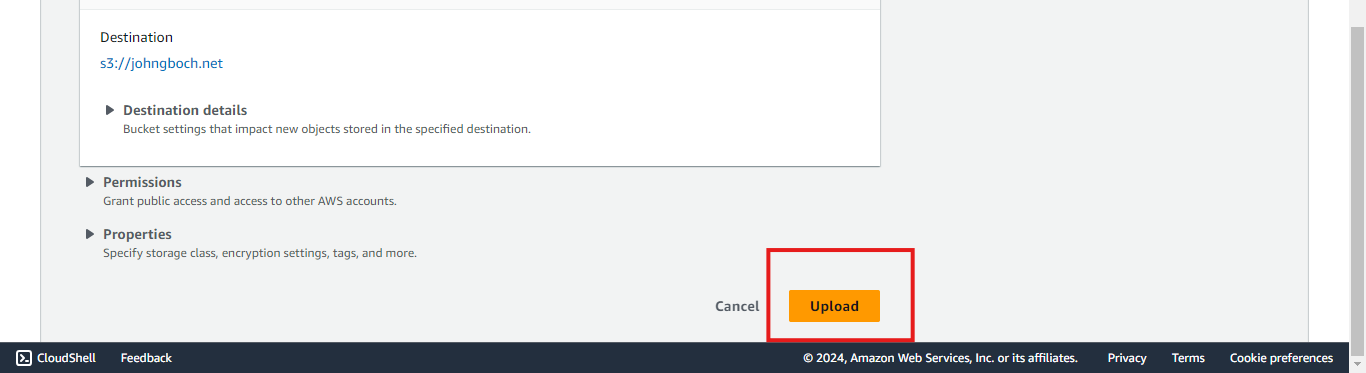 Destination
s3://johngboch.net
Destination details
Bucket settings that impact new objects stored in the specified destination.
Permissions
Grant public access and access to other AWS accounts.
Properties
Specify storage class, encryption settings, tags, and more.
Cancel Upload
CloudShell Feedback © 2024, Amazon Web Services, Inc. or its affiliates. Privacy Terms Cookie preferences